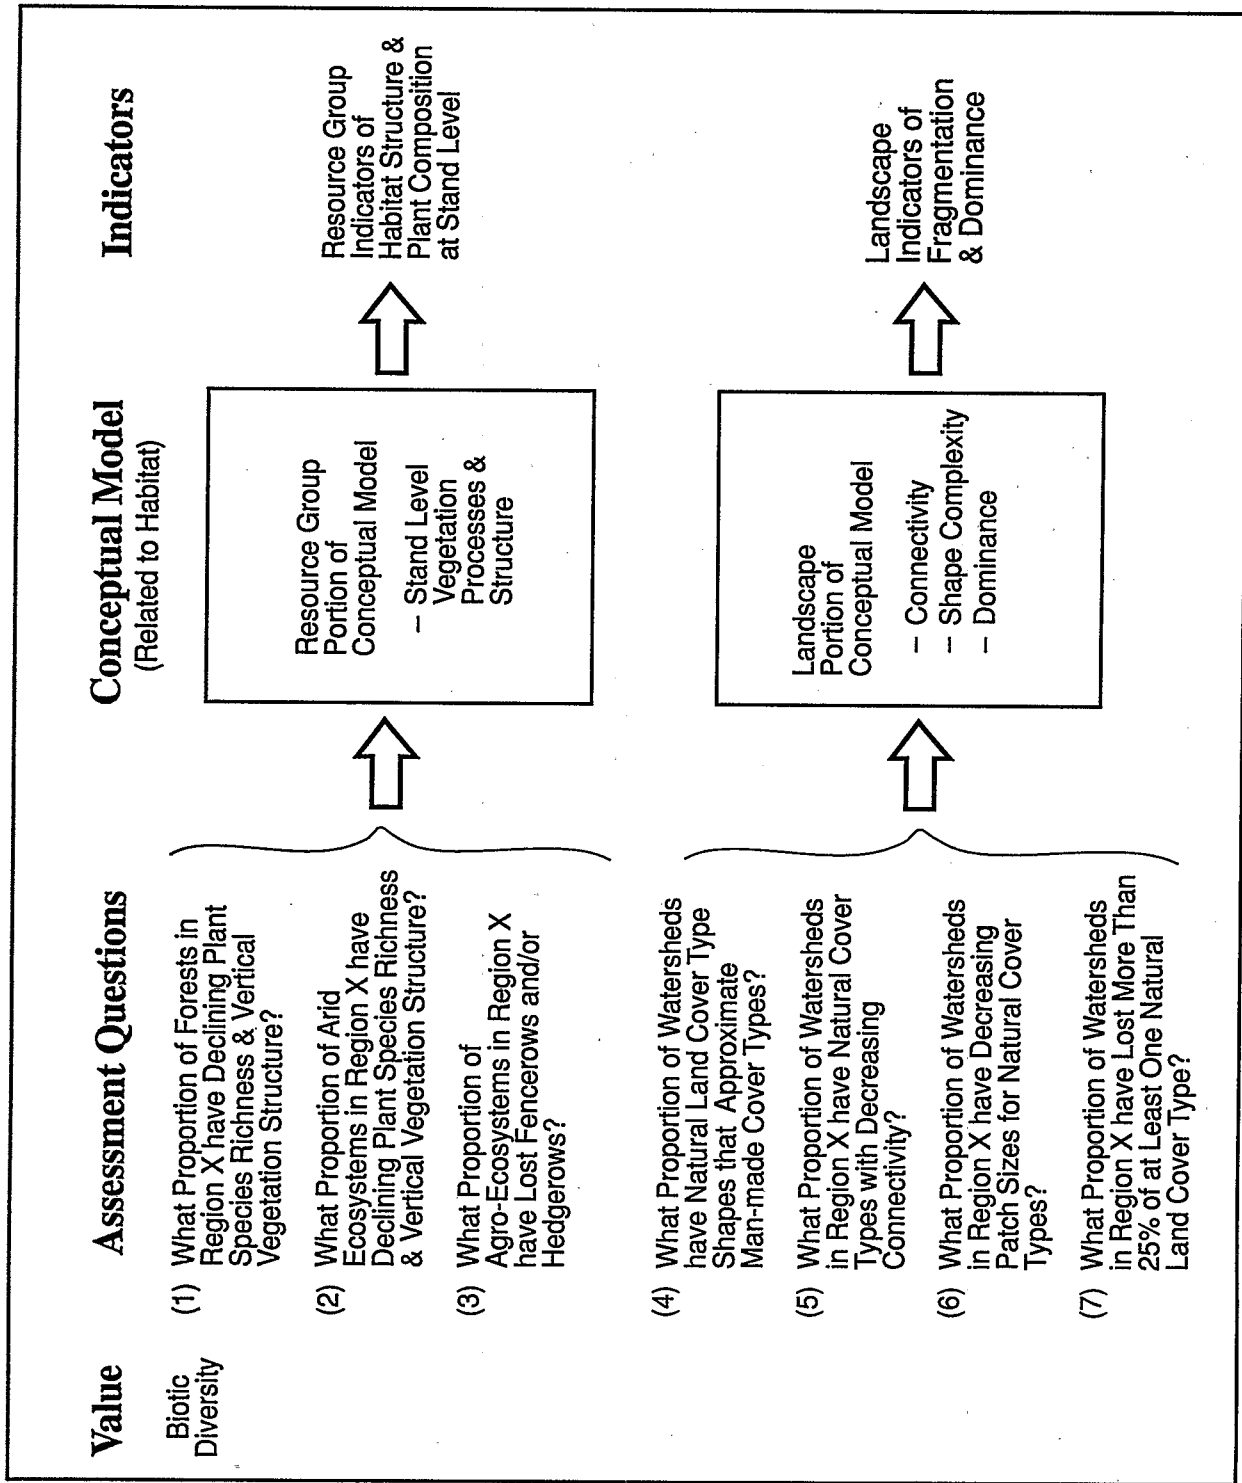 Value
Assessment Questions
Conceptual Model
(Related to Habitat)
Indicators
Biotic
Diversity
(1) What Proportion of Forests in
Region X have Declining Plant
Species Richness & Vertical
Vegetation Structure?
(2) What Proportion of Arid
Ecosystems in Region X have
Declining Plant Species Richness
& Vertical Vegetation Structure?
(3) What Proportion of
Agro-Ecosystems in Region X
have Lost Fencerows and/or
Hedgerows?
Resource Group
Portion of
Conceptual Model
– Stand Level
Vegetation
Processes &
Structure
Resource Group
Indicators of
Habitat Structure &
Plant Composition
at Stand Level
(4) What Proportion of Watersheds
have Natural Land Cover Type
Shapes that Approximate
Man-made Cover Types?
(5) What Proportion of Watersheds
in Region X have Natural Cover
Types with Decreasing
Connectivity?
(6) What Proportion of Watersheds
in Region X have Decreasing
Patch Sizes for Natural Cover
Types?
(7) What Proportion of Watersheds
in Region X have Lost More Than
25% of at Least One Natural
Land Cover Type?
Landscape
Portion of
Conceptual Model
– Connectivity
– Shape Complexity
– Dominance
Landscape
Indicators of
Fragmentation
& Dominance